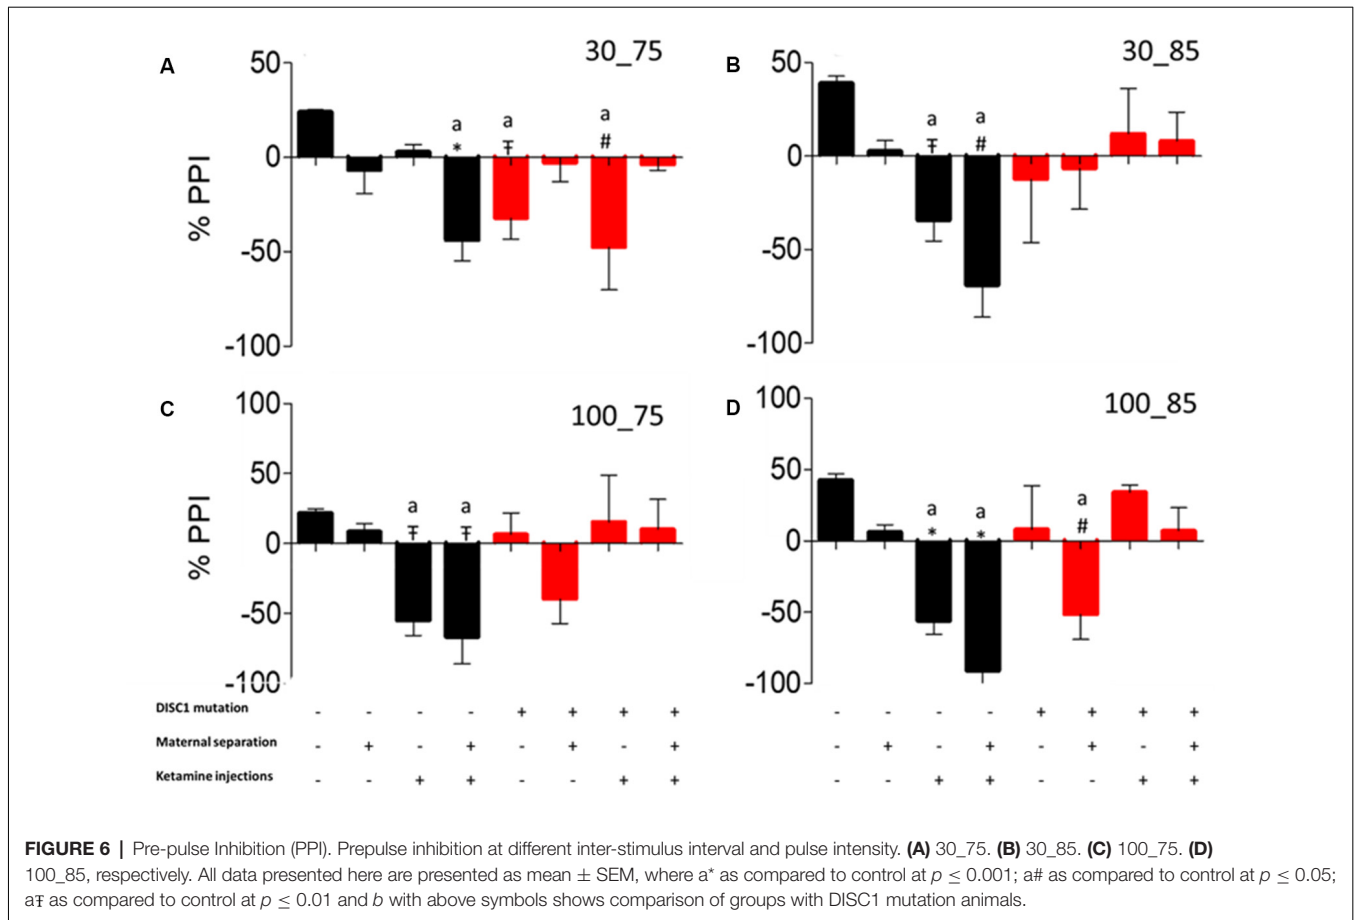 A
30_75
50
0
-50
-100
% PPI
a
*
a
Ŧ
a
#
B
30_85
50
0
-50
-100
a
Ŧ
a
#
C
100_75
100
50
0
-50
-100
% PPI
a
Ŧ
a
Ŧ
D
100_85
100
50
0
-50
-100
a
*
a
*
a
#
DISC1 mutation - - - - + + + + - - - - + + + +
Maternal separation - + - + - + - + - + - + - + - +
Ketamine injections - - + + - - + + - - + + - - + +
FIGURE 6 | Pre-pulse Inhibition (PPI). Prepulse inhibition at different inter-stimulus interval and pulse intensity. (A) 30_75. (B) 30_85. (C) 100_75. (D)
100_85, respectively. All data presented here are presented as mean ± SEM, where a* as compared to control at p ≤ 0.001; a# as compared to control at p ≤ 0.05;
aŦ as compared to control at p ≤ 0.01 and b with above symbols shows comparison of groups with DISC1 mutation animals.